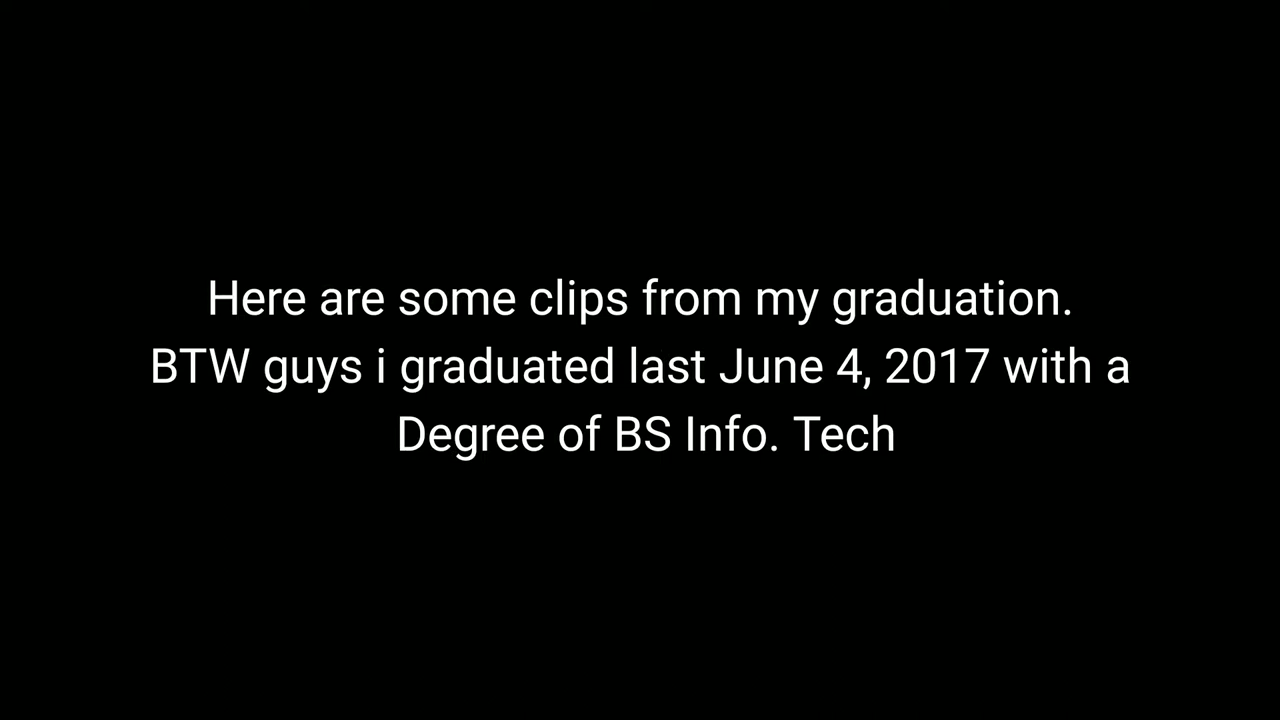 Here are some clips from my graduation.
BTW guys i graduated last June 4, 2017 with a
Degree of BS Info. Tech